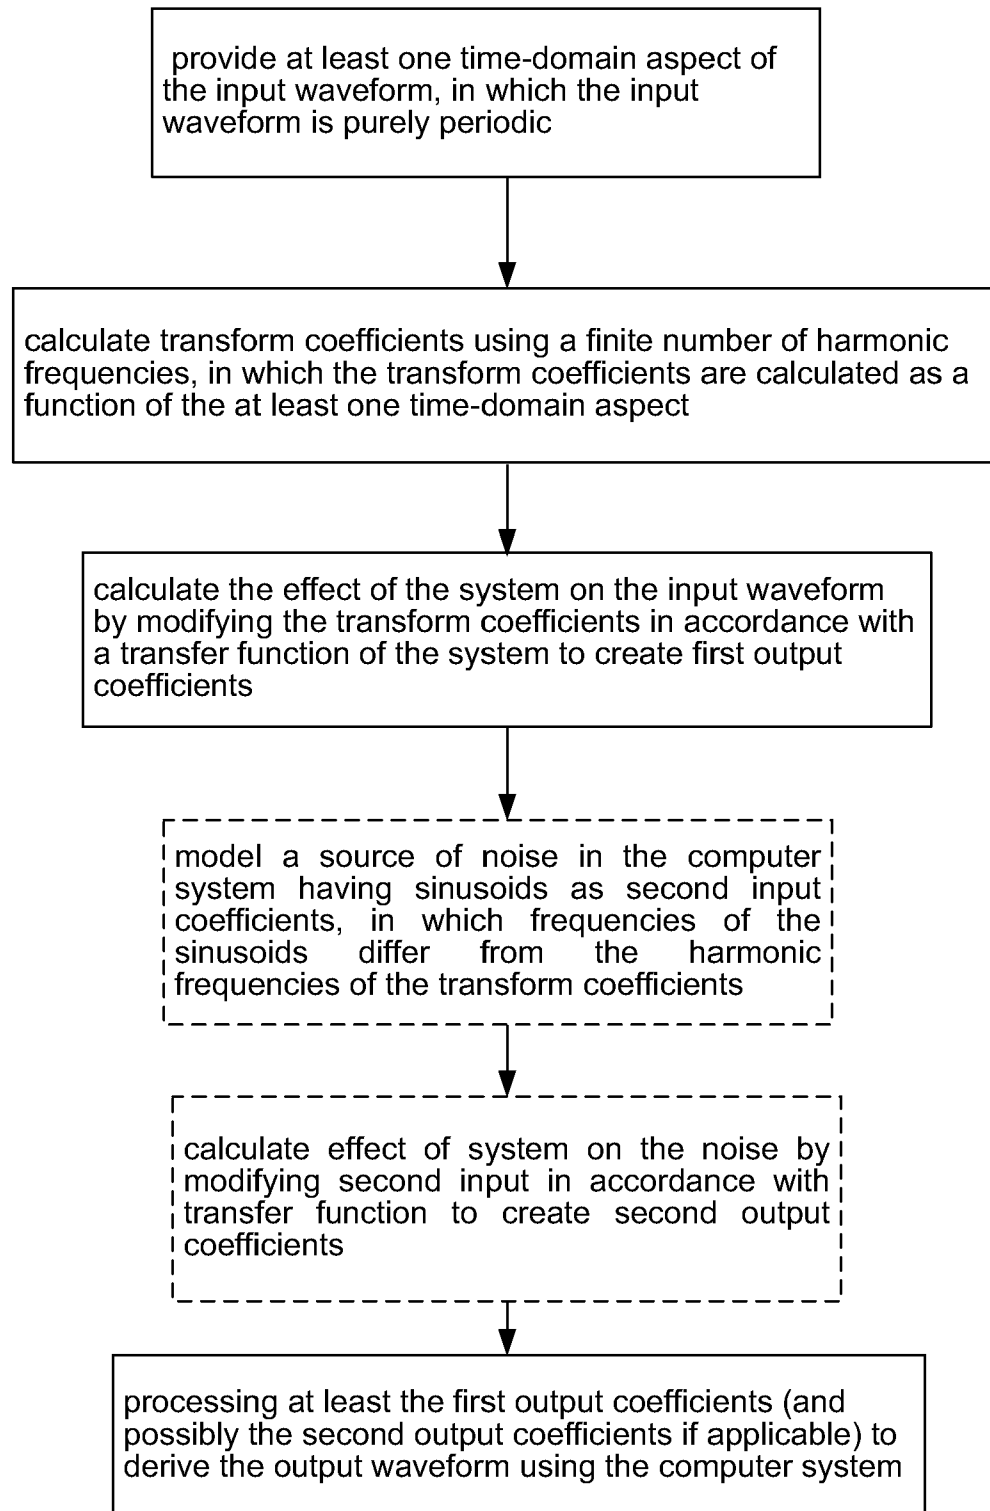 provide at least one time-domain aspect of
the input waveform, in which the input
waveform is purely periodic
calculate transform coefficients using a finite number of harmonic
frequencies, in which the transform coefficients are calculated as a
function of the at least one time-domain aspect
calculate the effect of the system on the input waveform
by modifying the transform coefficients in accordance with
a transfer function of the system to create first output
coefficients
model a source of noise in the computer
system having sinusoids as second input
coefficients, in which frequencies of the
sinusoids differ from the harmonic
frequencies of the transform coefficients
calculate effect of system on the noise by
modifying second input in accordance with
transfer function to create second output
coefficients
processing at least the first output coefficients (and
possibly the second output coefficients if applicable) to
derive the output waveform using the computer system